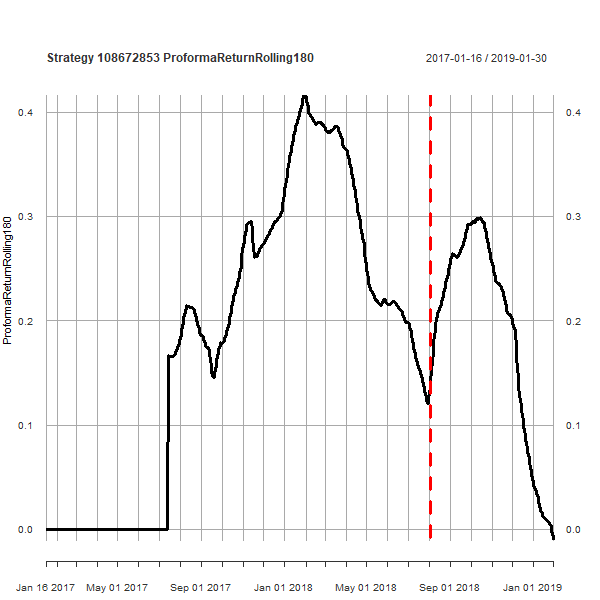 Strategy 108672853 ProformaReturnRolling180
2017-01-16 / 2019-01-30
0.4
0.4
0.3
0.3
0.2
0.2
0.1
0.1
0.0
0.0
ProformaReturnRolling180
Jan 16 2017
May 01 2017
Sep 01 2017
Jan 01 2018
May 01 2018
Sep 01 2018
Jan 01 2019